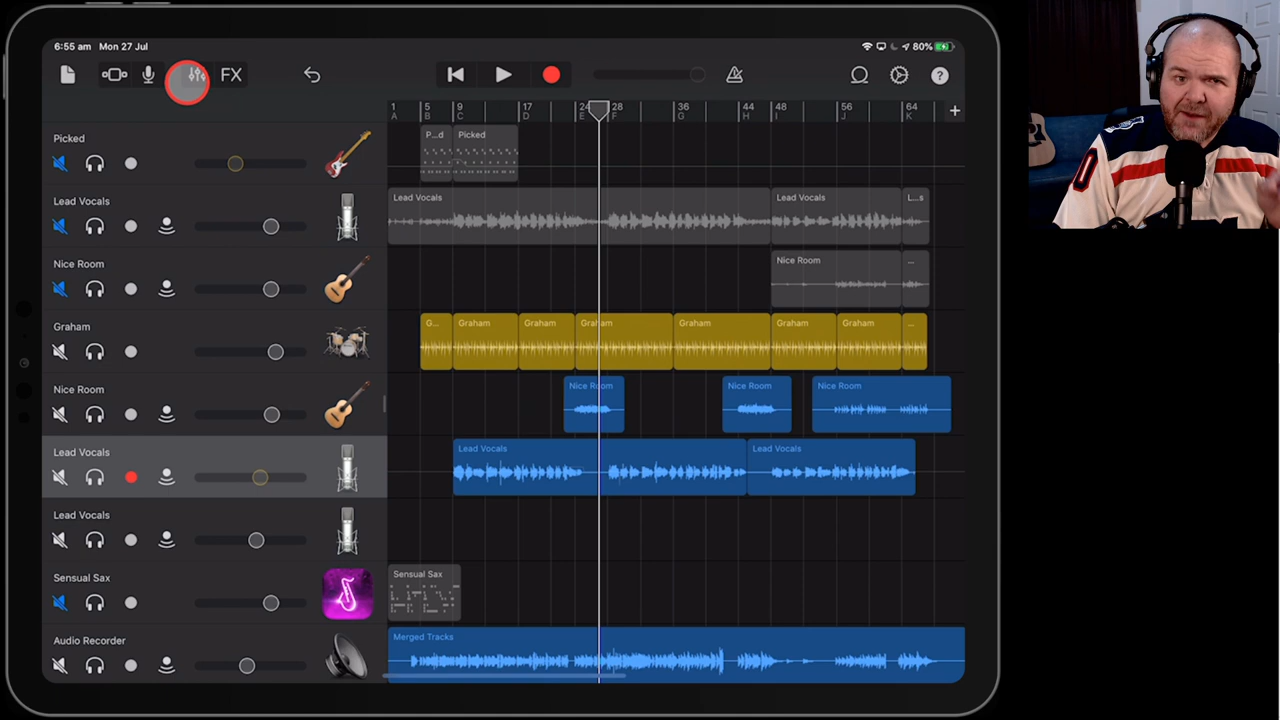 6:55 am Mon 27 Jul
80%
FX
?
1 5 9 17 24 28 36 44 48 56 64
A B C D E F G H I J K
+
Picked
P...d Picked
Lead Vocals
Lead Vocals Lead Vocals L...s
Nice Room
Nice Room ...
Graham
G... Graham Graham Graham Graham Graham Graham ...
Nice Room
Nice Room Nice Room Nice Room
Lead Vocals
Lead Vocals Lead Vocals
Lead Vocals
Sensual Sax
Sensual Sax
Audio Recorder
Merged Tracks